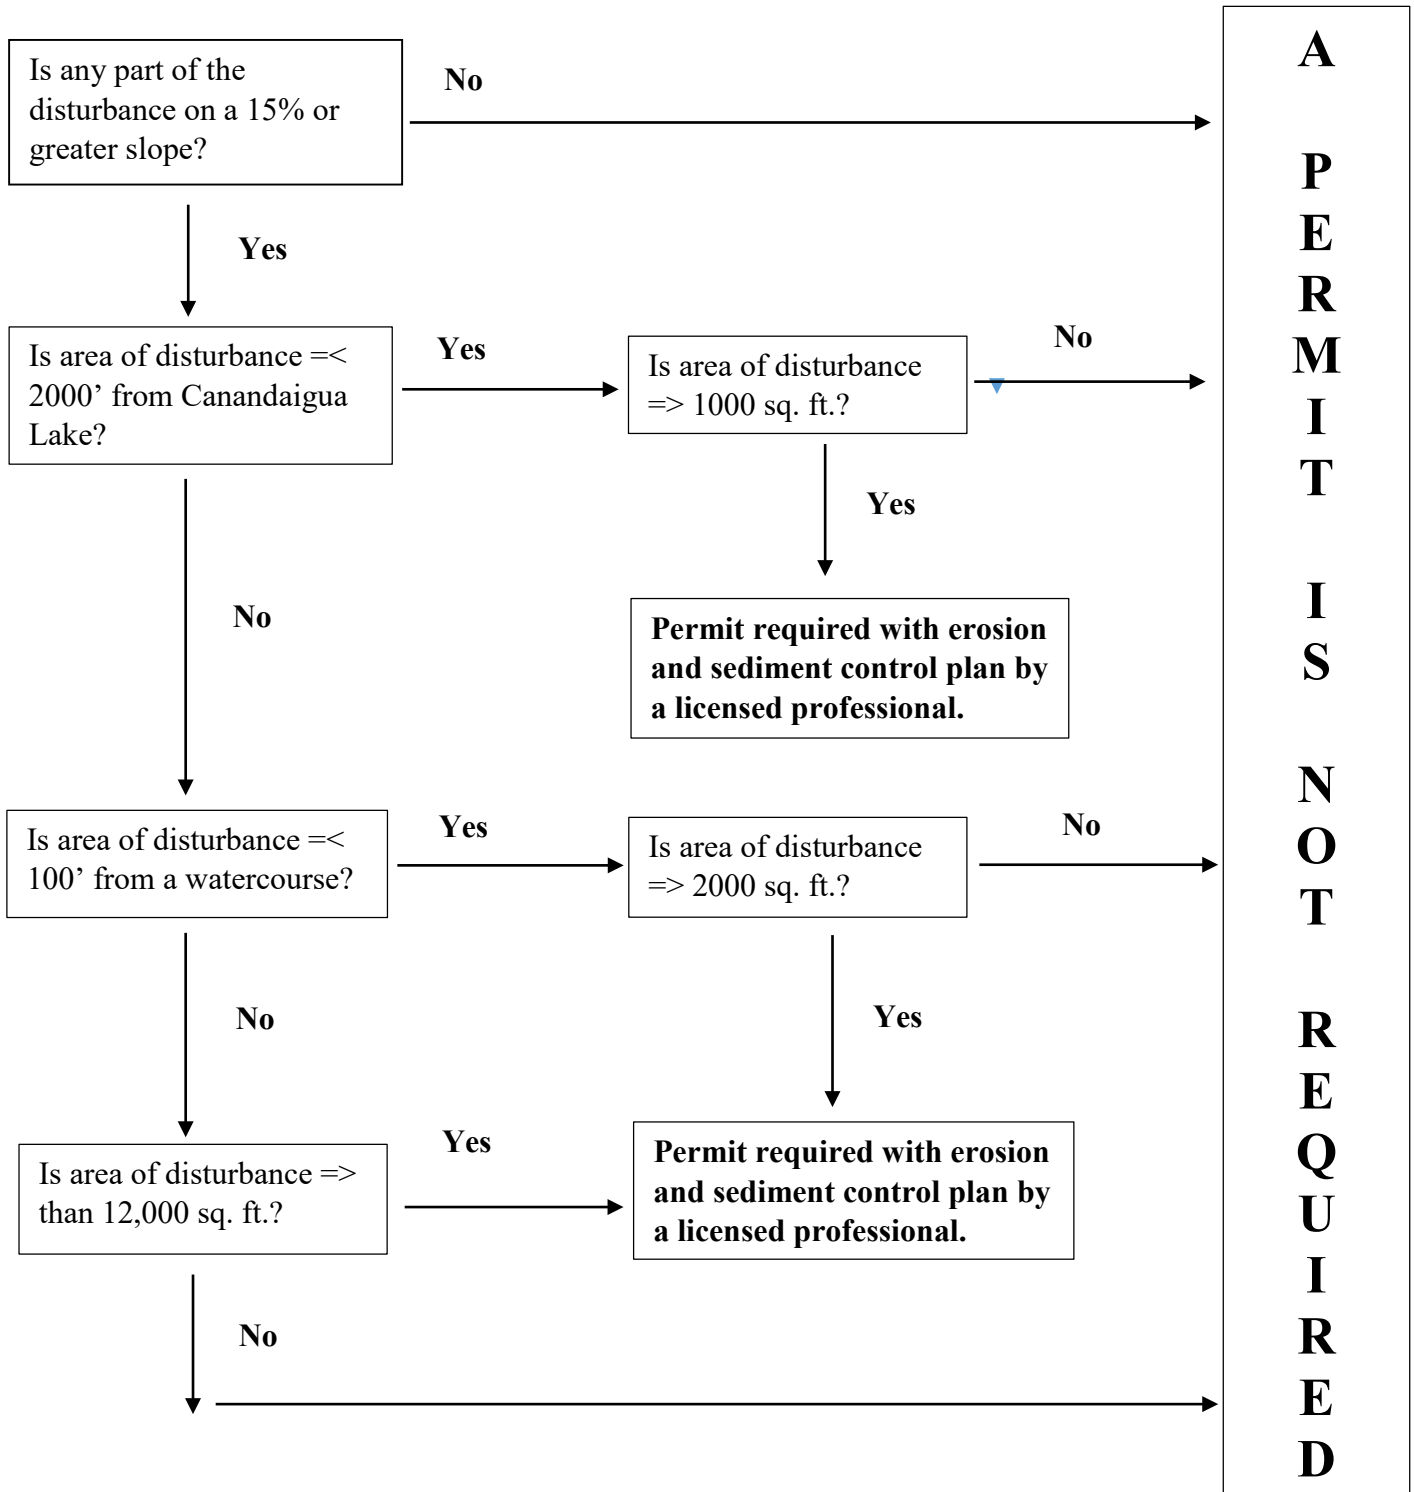 Is any part of the
disturbance on a 15% or
greater slope?
No
Yes
Is area of disturbance =<
2000’ from Canandaigua
Lake?
Yes
Is area of disturbance
=> 1000 sq. ft.?
No
Yes
Permit required with erosion
and sediment control plan by
a licensed professional.
No
Is area of disturbance =<
100’ from a watercourse?
Yes
Is area of disturbance
=> 2000 sq. ft.?
No
Yes
No
Is area of disturbance =>
than 12,000 sq. ft.?
Yes
Permit required with erosion
and sediment control plan by
a licensed professional.
No
A
P
E
R
M
I
T
I
S
N
O
T
R
E
Q
U
I
R
E
D